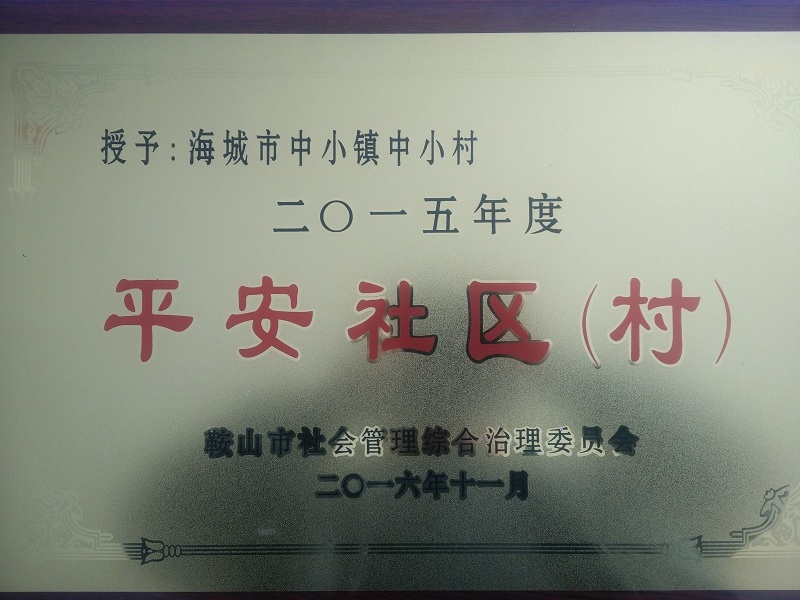 授予:海城市中小镇中小村
二〇一五年度
平安社区(村)
鞍山市社会管理综合治理委员会
二〇一六年十一月